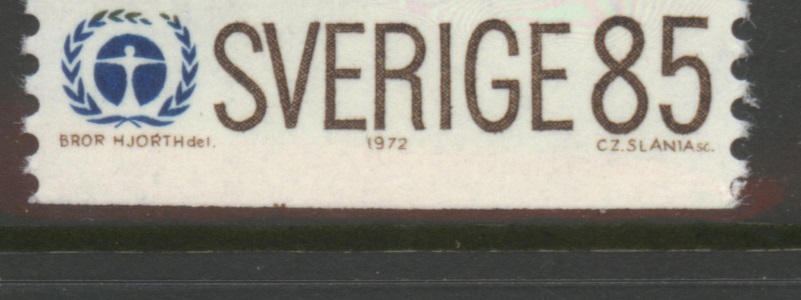 SVERIGE 85
BROR HJORTH del. 1972 CZ. SLANIA sc.